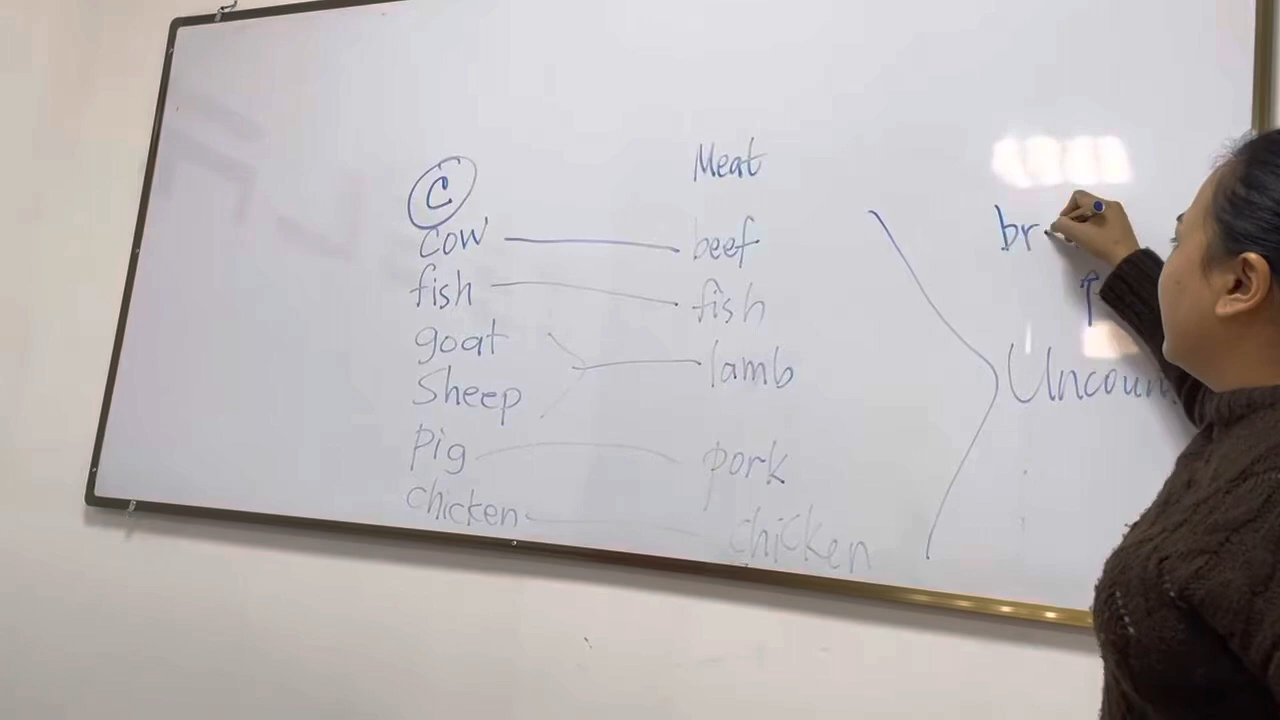 C
Meat
cow
beef
fish
fish
goat
Sheep
lamb
pig
pork
chicken
chicken
br
Uncoun